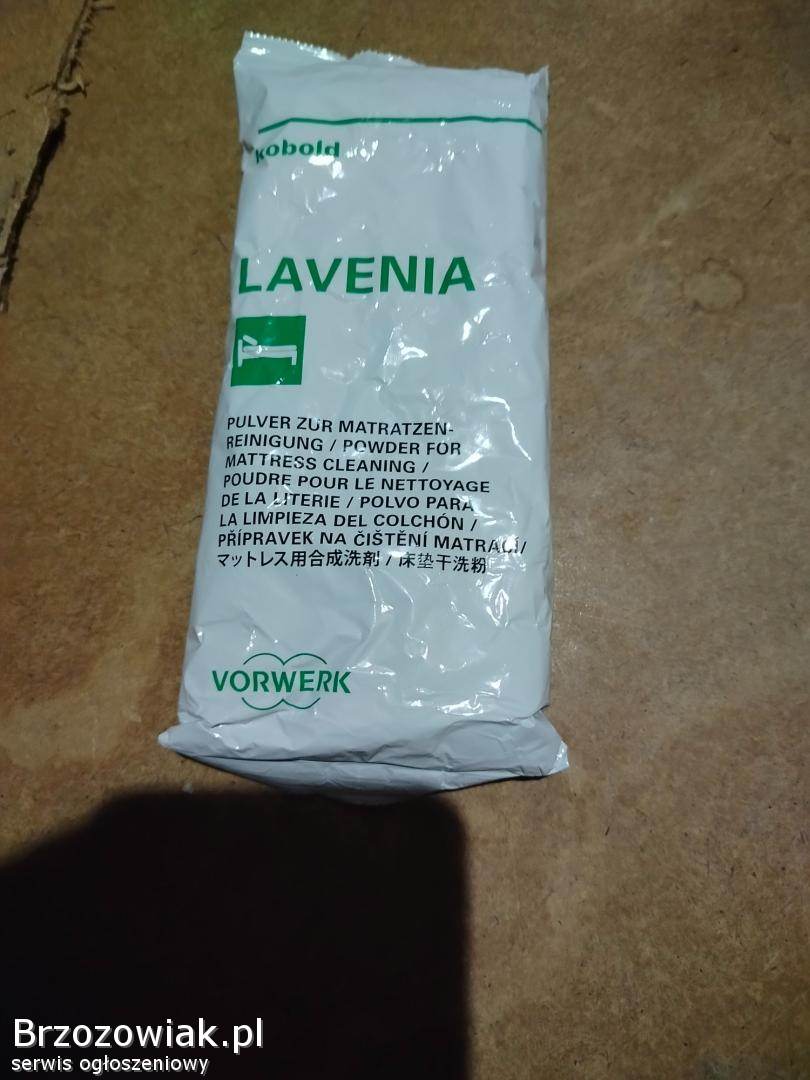 kobold
LAVENIA
PULVER ZUR MATRATZEN-
REINIGUNG / POWDER FOR
MATTRESS CLEANING /
POUDRE POUR LE NETTOYAGE
DE LA LITERIE / POLVO PARA
LA LIMPIEZA DEL COLCHÓN /
PŘÍPRAVEK NA ČIŠTĚNÍ MATRACÍ/
マットレス用合成洗剤 / 床垫干洗粉
VORWERK
Brzozowiak.pl
serwis ogłoszeniowy